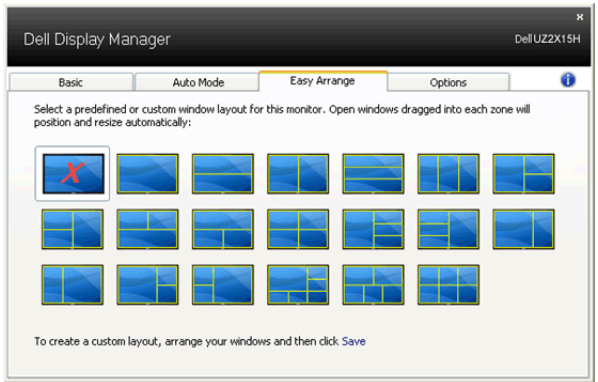 Dell Display Manager
Dell UZ2X15H
Basic
Auto Mode
Easy Arrange
Options
Select a predefined or custom window layout for this monitor. Open windows dragged into each zone will
position and resize automatically:
To create a custom layout, arrange your windows and then click Save